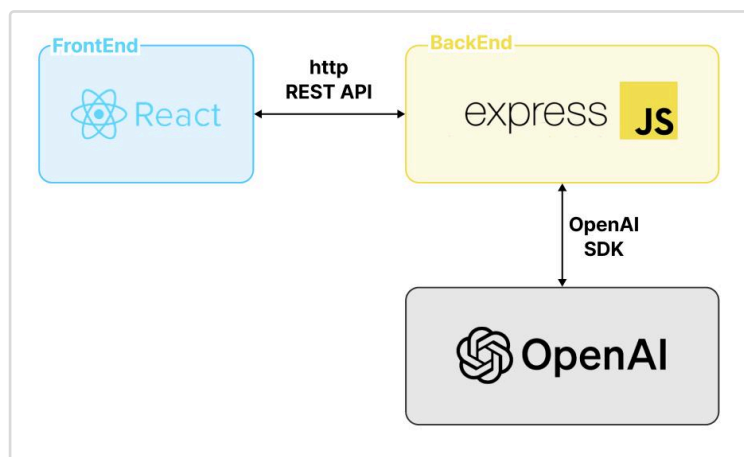 FrontEnd
BackEnd
http
REST API
React
express
JS
OpenAI
SDK
OpenAI